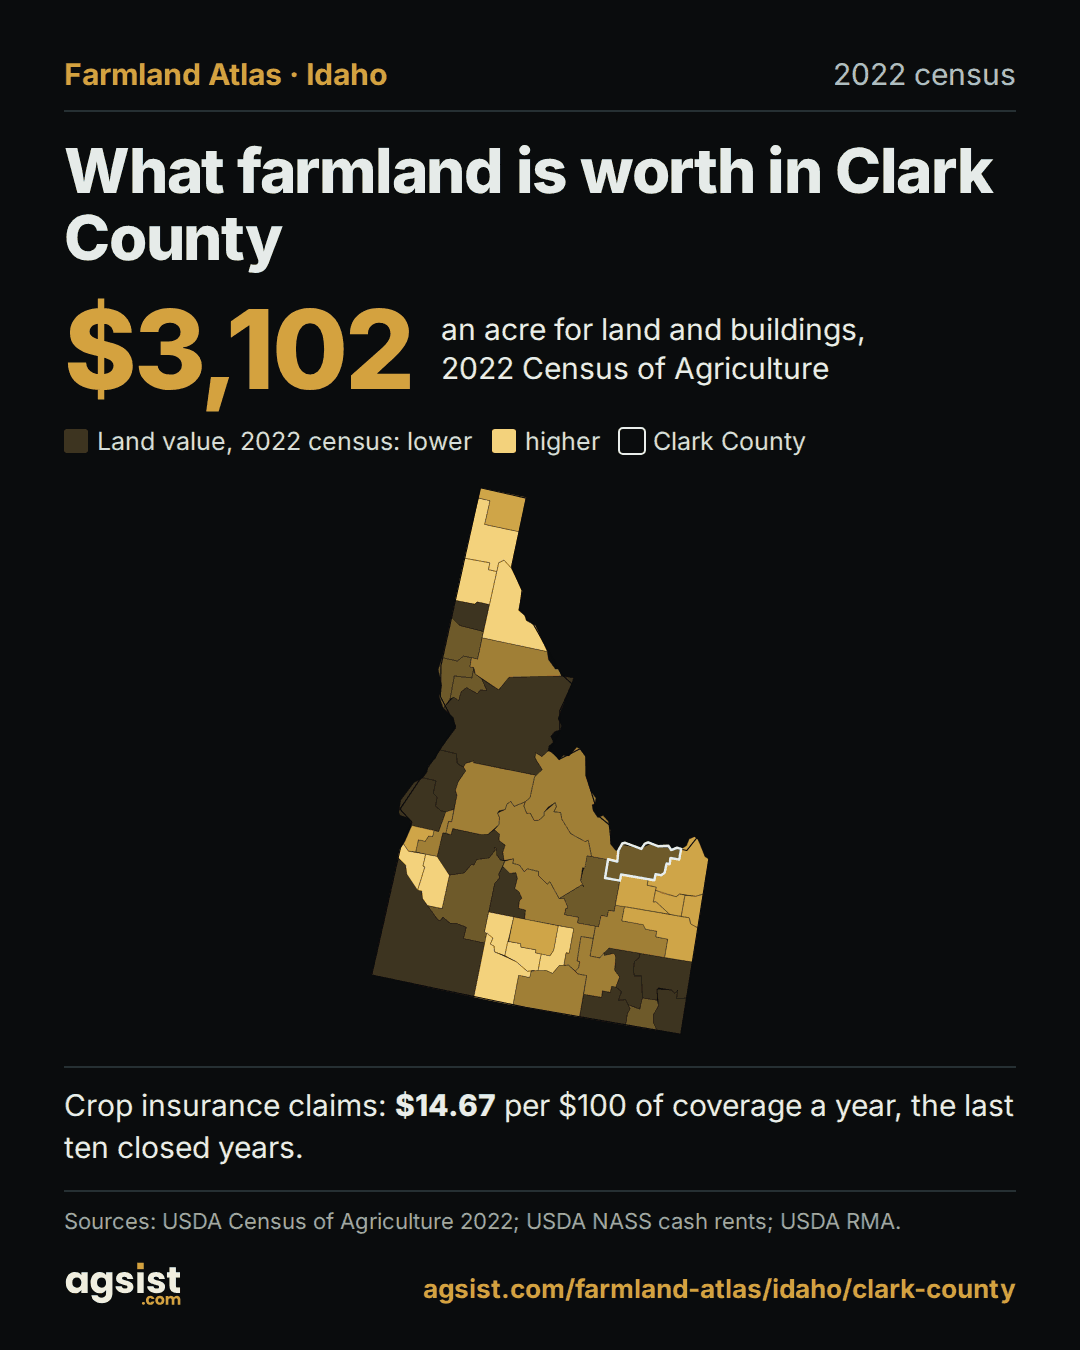 Farmland Atlas · Idaho
2022 census
What farmland is worth in Clark
County
$3,102
an acre for land and buildings,
2022 Census of Agriculture
Land value, 2022 census: lower
higher
Clark County
Crop insurance claims: $14.67 per $100 of coverage a year, the last
ten closed years.
Sources: USDA Census of Agriculture 2022; USDA NASS cash rents; USDA RMA.
agsist
.com
agsist.com/farmland-atlas/idaho/clark-county